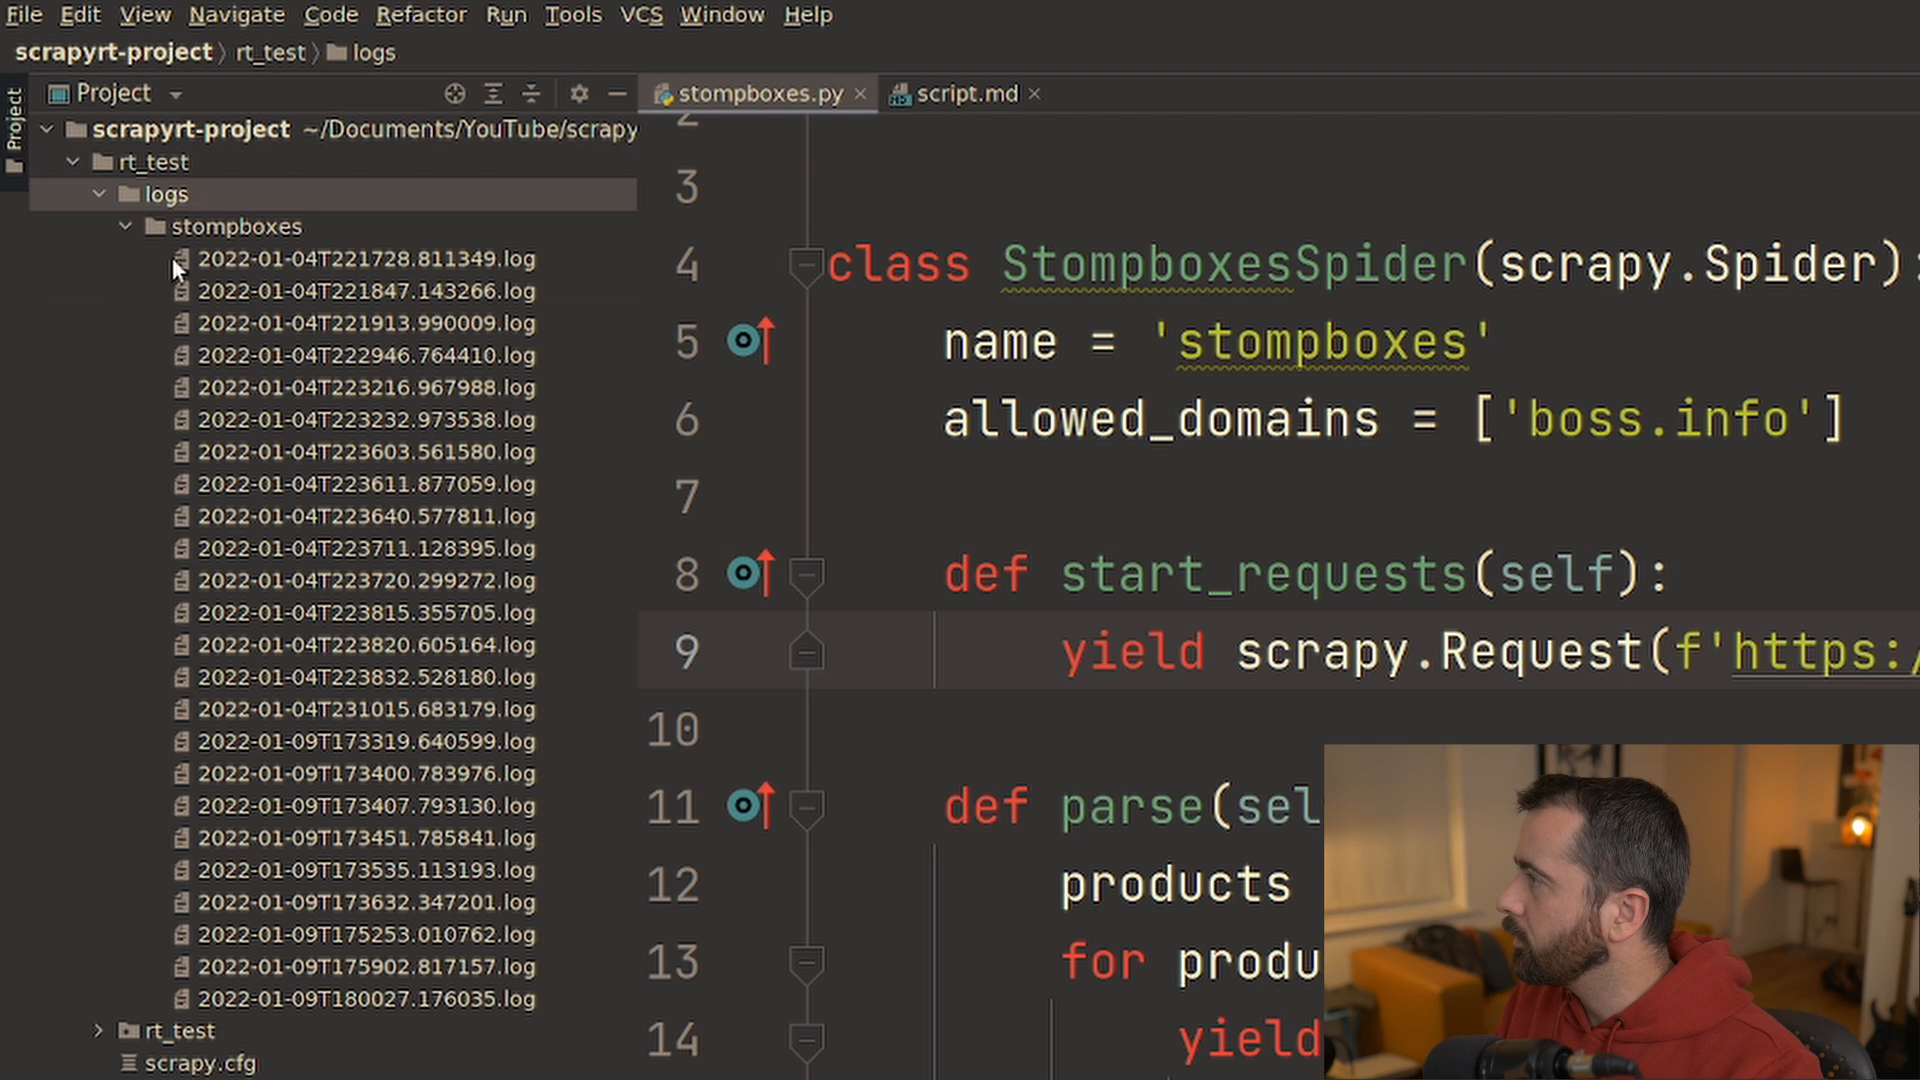 File Edit View Navigate Code Refactor Run Tools VCS Window Help
scrapyrt-project rt_test logs
Project
Project
stompboxes.py
script.md
scrapyrt-project ~/Documents/YouTube/scrapy
rt_test
logs
stompboxes
2022-01-04T221728.811349.log
2022-01-04T221847.143266.log
2022-01-04T221913.990009.log
2022-01-04T222946.764410.log
2022-01-04T223216.967988.log
2022-01-04T223232.973538.log
2022-01-04T223603.561580.log
2022-01-04T223611.877059.log
2022-01-04T223640.577811.log
2022-01-04T223711.128395.log
2022-01-04T223720.299272.log
2022-01-04T223815.355705.log
2022-01-04T223820.605164.log
2022-01-04T223832.528180.log
2022-01-04T231015.683179.log
2022-01-09T173319.640599.log
2022-01-09T173400.783976.log
2022-01-09T173407.793130.log
2022-01-09T173451.785841.log
2022-01-09T173535.113193.log
2022-01-09T173632.347201.log
2022-01-09T175253.010762.log
2022-01-09T175902.817157.log
2022-01-09T180027.176035.log
rt_test
scrapy.cfg
2
3
4 class StompboxesSpider(scrapy.Spider):
5 name = 'stompboxes'
6 allowed_domains = ['boss.info']
7
8 def start_requests(self):
9 yield scrapy.Request(f'https:/
10
11 def parse(sel
12 products
13 for produ
14 yield